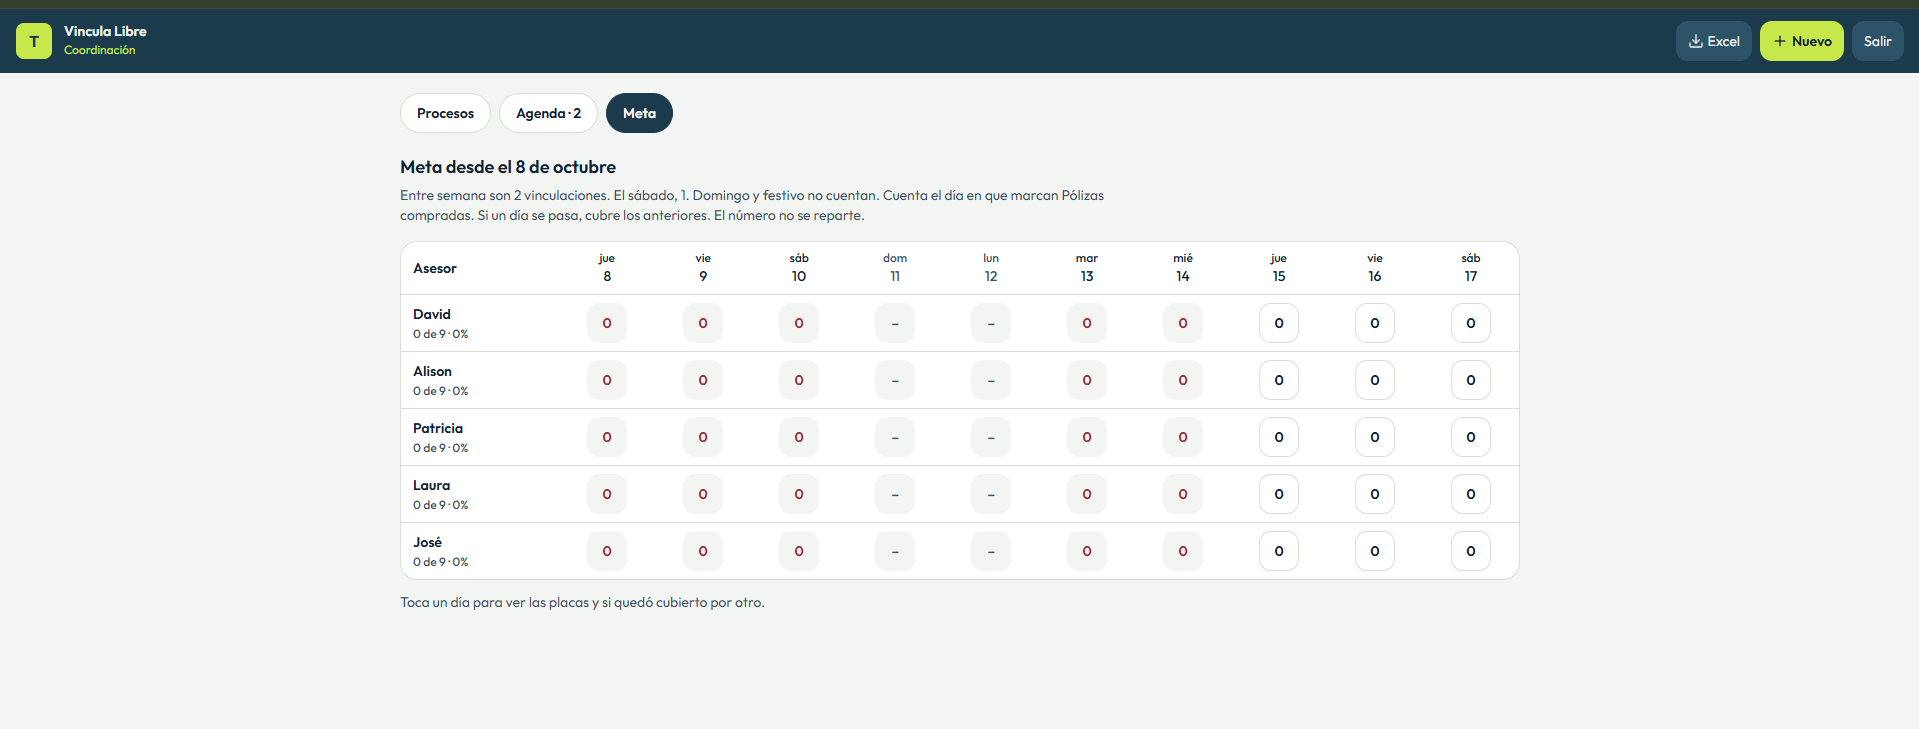 T
Vincula Libre
Coordinación
Excel
+ Nuevo
Salir
Procesos
Agenda · 2
Meta
Meta desde el 8 de octubre
Entre semana son 2 vinculaciones. El sábado, 1. Domingo y festivo no cuentan. Cuenta el día en que marcan Pólizas
compradas. Si un día se pasa, cubre los anteriores. El número no se reparte.
Asesor jue 8 vie 9 sáb 10 dom 11 lun 12 mar 13 mié 14 jue 15 vie 16 sáb 17
David 0 0 0 – – 0 0 0 0 0
0 de 9 · 0%
Alison 0 0 0 – – 0 0 0 0 0
0 de 9 · 0%
Patricia 0 0 0 – – 0 0 0 0 0
0 de 9 · 0%
Laura 0 0 0 – – 0 0 0 0 0
0 de 9 · 0%
José 0 0 0 – – 0 0 0 0 0
0 de 9 · 0%
Toca un día para ver las placas y si quedó cubierto por otro.